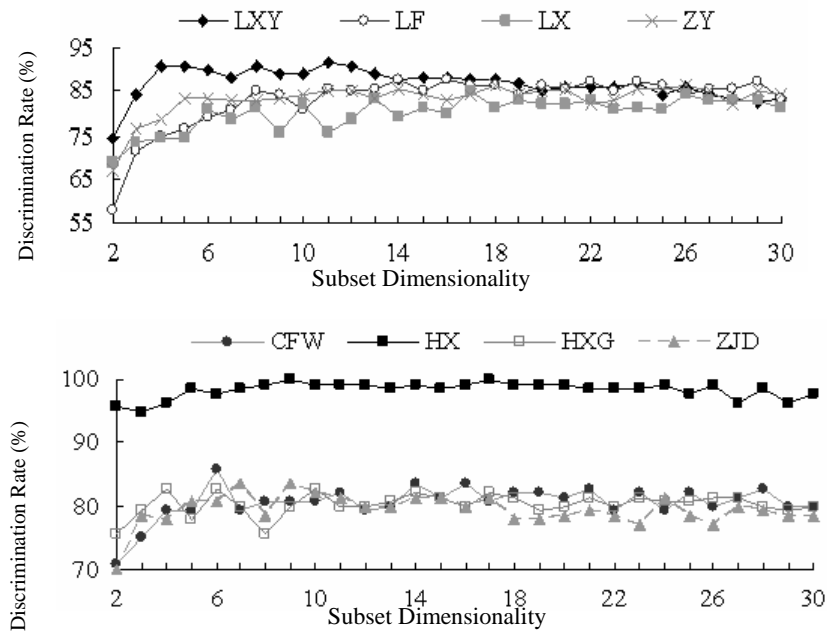 LXY LF LX ZY
95
85
75
65
55
2 6 10 14 18 22 26 30
Discrimination Rate (%)
Subset Dimensionality
CFW HX HXG ZJD
100
90
80
70
2 6 10 14 18 22 26 30
Discrimination Rate (%)
Subset Dimensionality